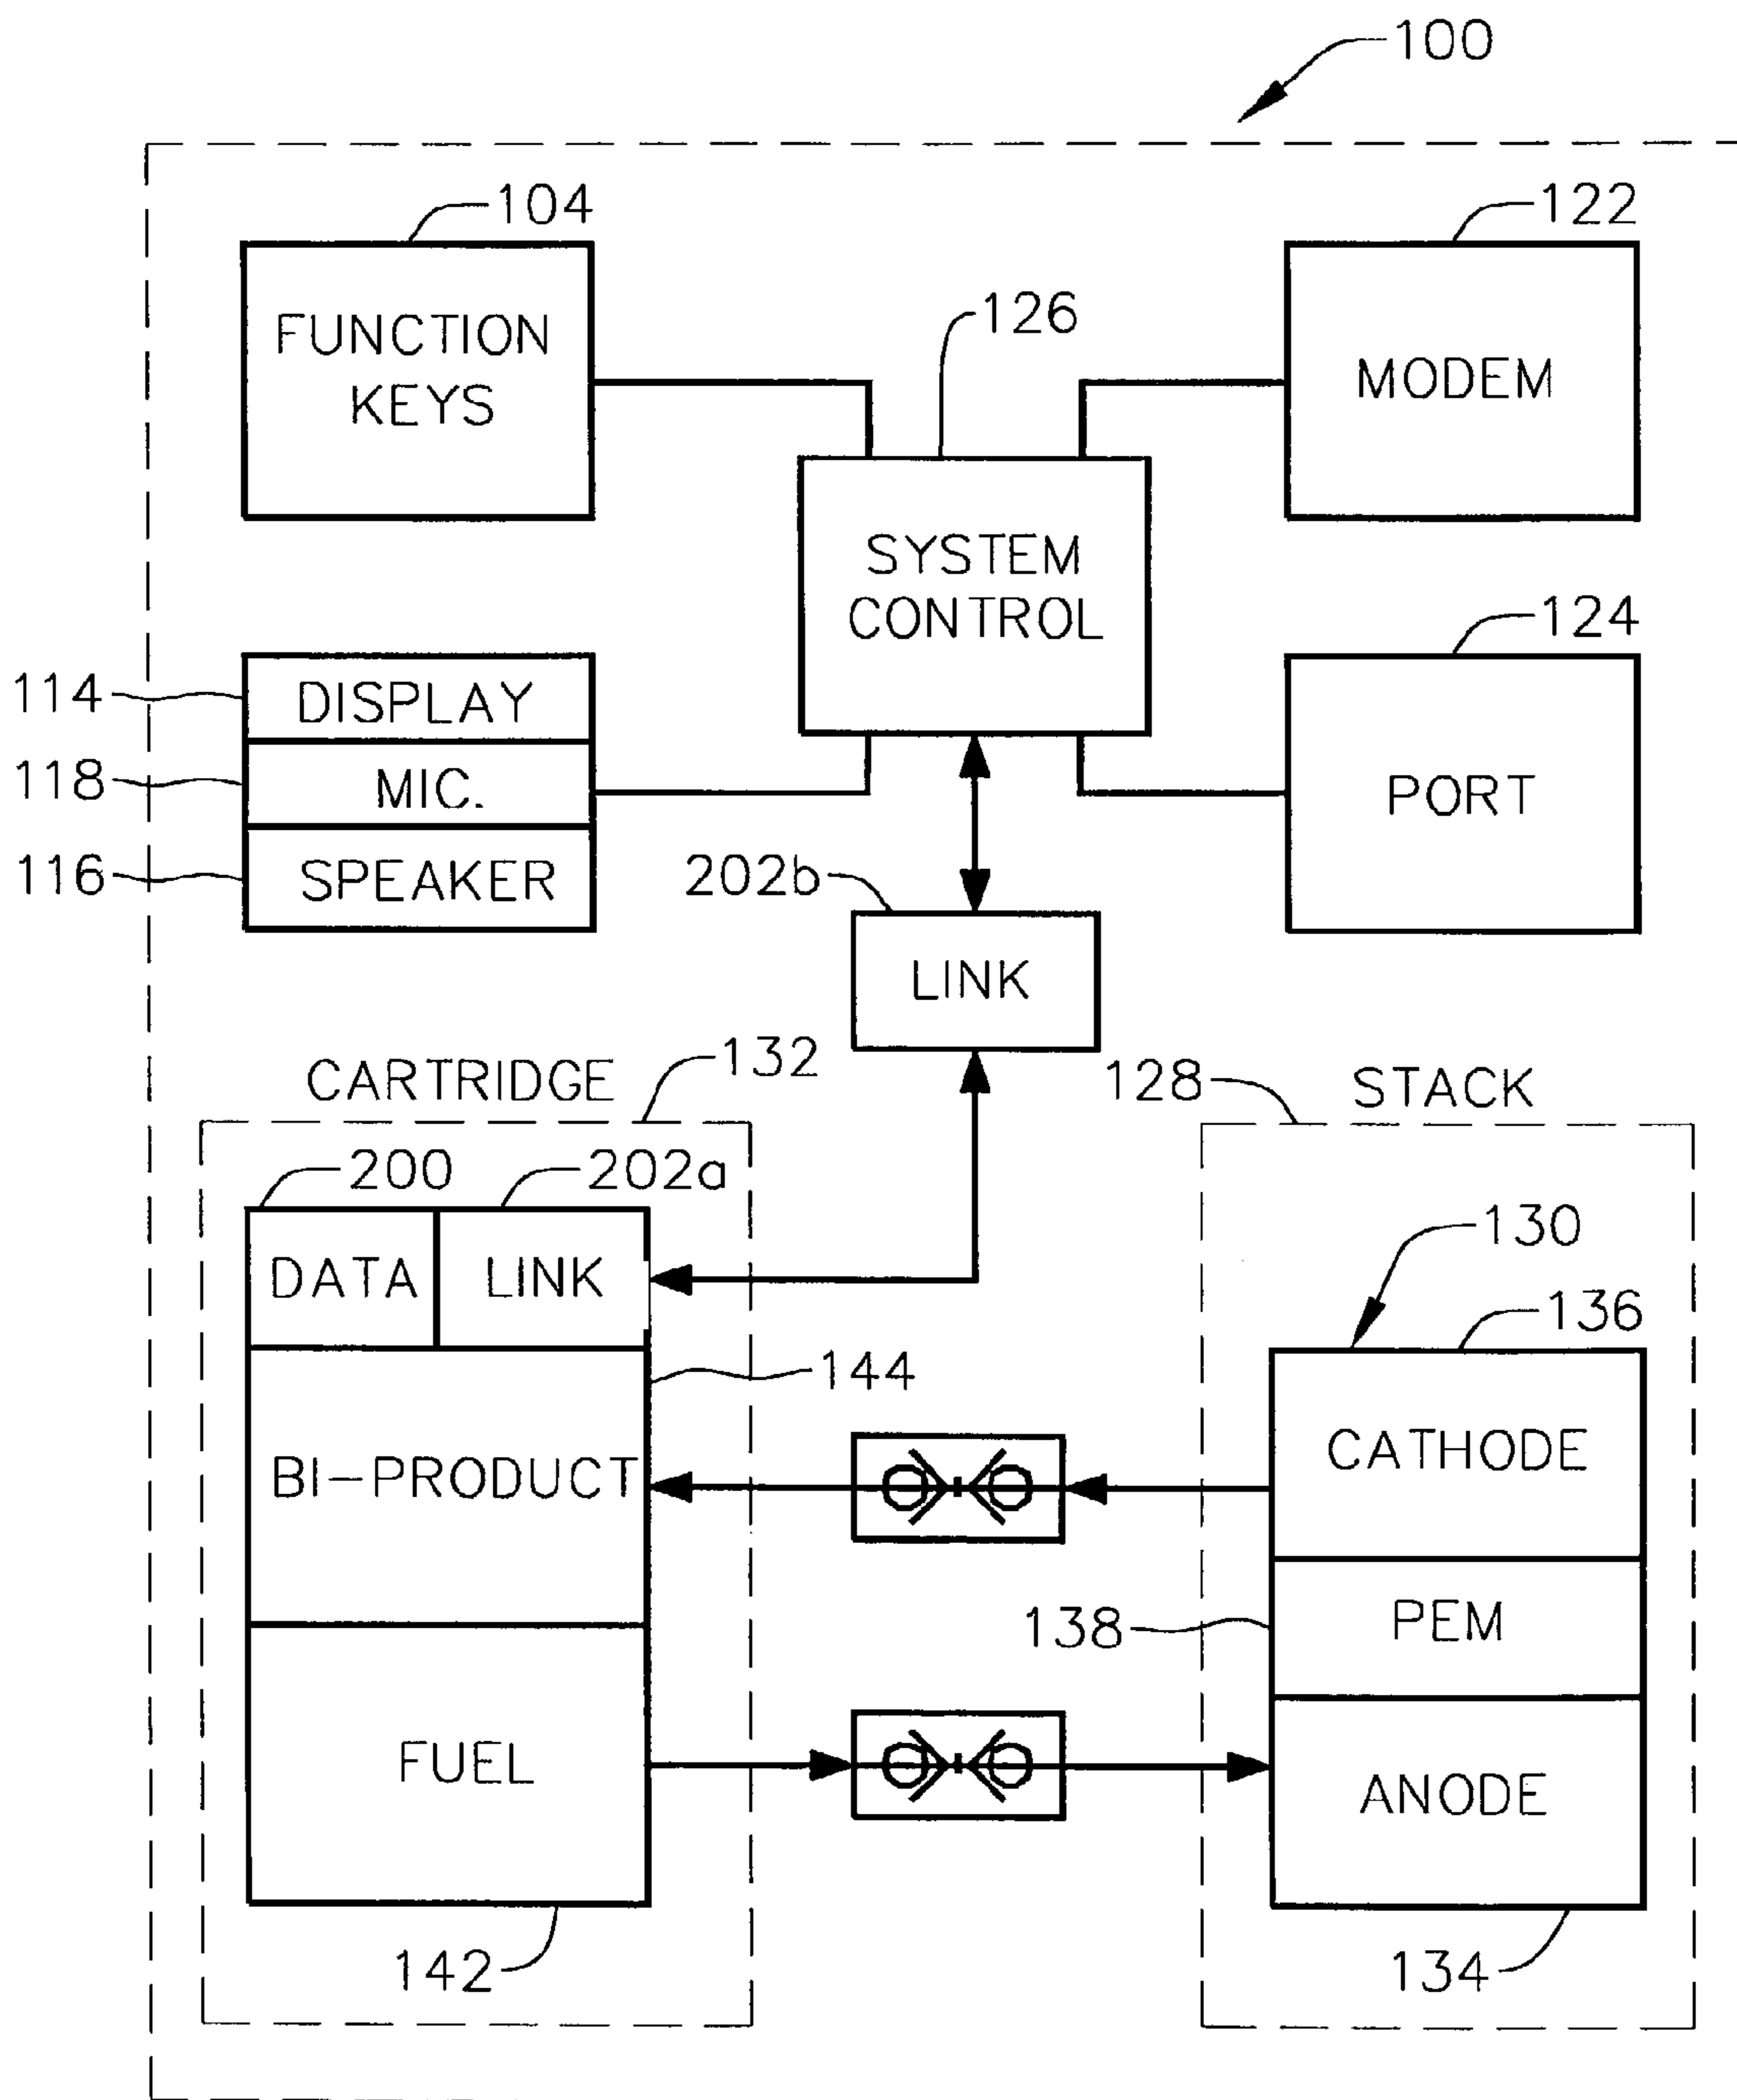 100
104
122
FUNCTION
KEYS
126
MODEM
SYSTEM
CONTROL
124
114
DISPLAY
118
MIC.
PORT
116
SPEAKER
202b
LINK
CARTRIDGE
132
128
STACK
200
202a
DATA
LINK
130
136
144
BI-PRODUCT
CATHODE
138
PEM
FUEL
ANODE
142
134